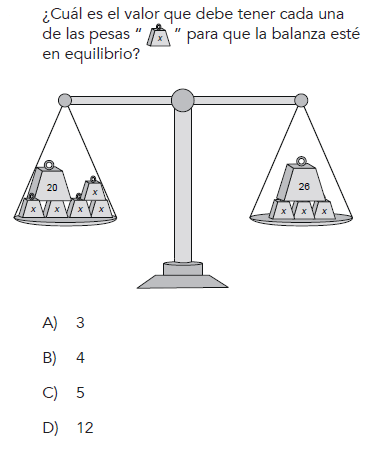 ¿Cuál es el valor que debe tener cada una
de las pesas “ x ” para que la balanza esté
en equilibrio?
20 x
x x x x
26
x x x
A) 3
B) 4
C) 5
D) 12